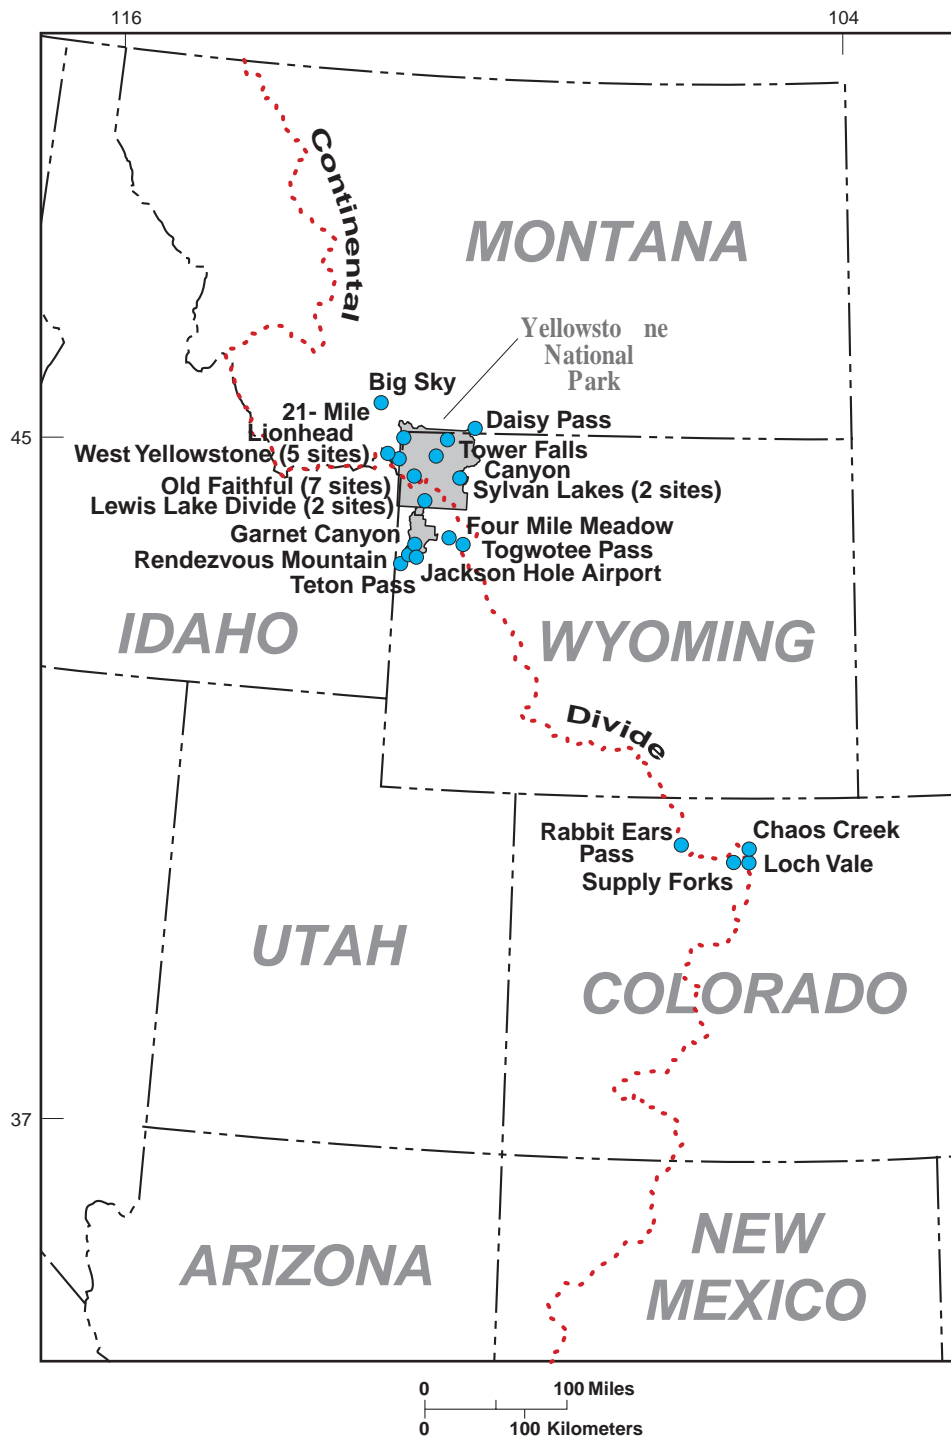 116
104
Continental
MONTANA
Yellowsto ne
National
Park
Big Sky
21- Mile
Daisy Pass
Lionhead
45
West Yellowstone (5 sites)
Tower Falls
Canyon
Old Faithful (7 sites)
Sylvan Lakes (2 sites)
Lewis Lake Divide (2 sites)
Garnet Canyon
Four Mile Meadow
Rendezvous Mountain
Togwotee Pass
Jackson Hole Airport
Teton Pass
IDAHO
WYOMING
Divide
Rabbit Ears
Pass
Chaos Creek
Supply Forks
Loch Vale
UTAH
COLORADO
37
ARIZONA
NEW
MEXICO
0 100 Miles
0 100 Kilometers